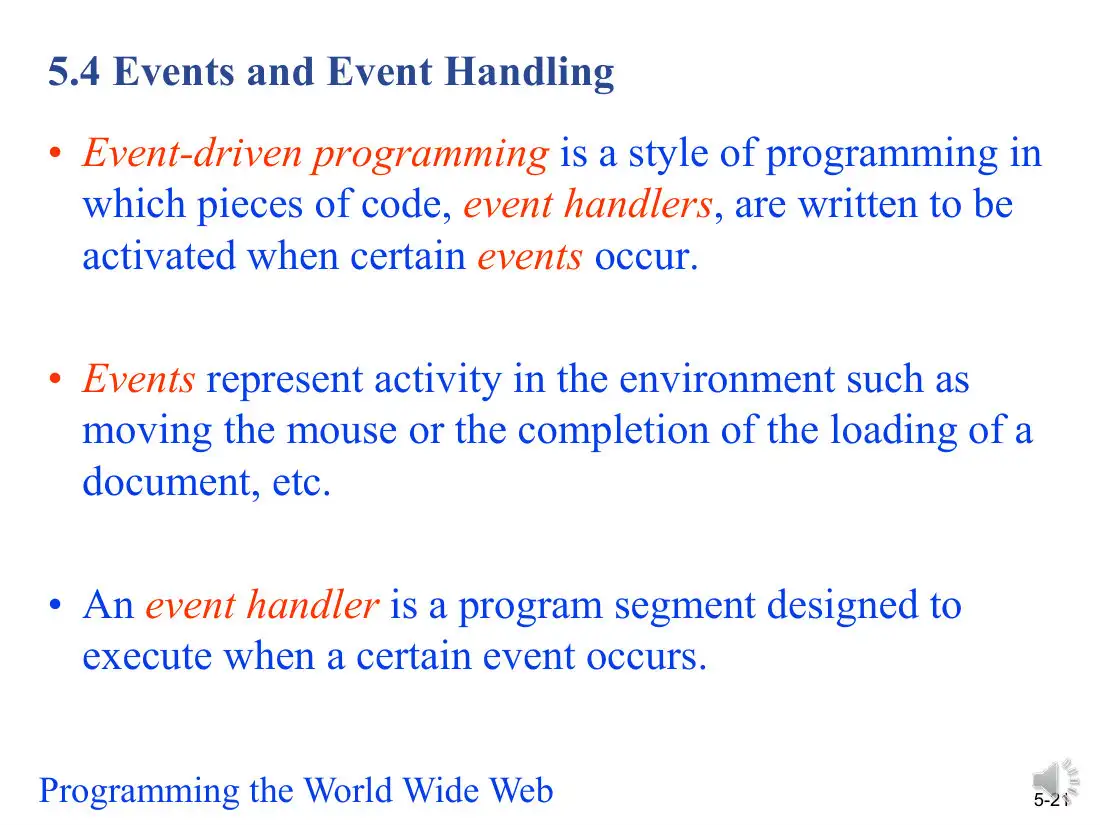 5.4 Events and Event Handling
• Event-driven programming is a style of programming in
which pieces of code, event handlers, are written to be
activated when certain events occur.
• Events represent activity in the environment such as
moving the mouse or the completion of the loading of a
document, etc.
• An event handler is a program segment designed to
execute when a certain event occurs.
Programming the World Wide Web
5-21